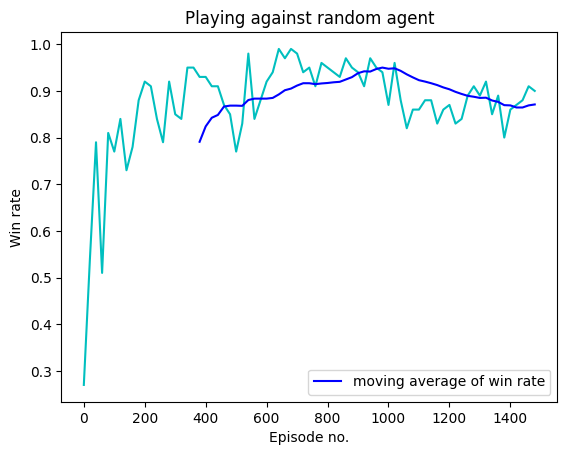 Playing against random agent
1.0
0.9
0.8
0.7
0.6
0.5
0.4
0.3
Win rate
0 200 400 600 800 1000 1200 1400
Episode no.
moving average of win rate